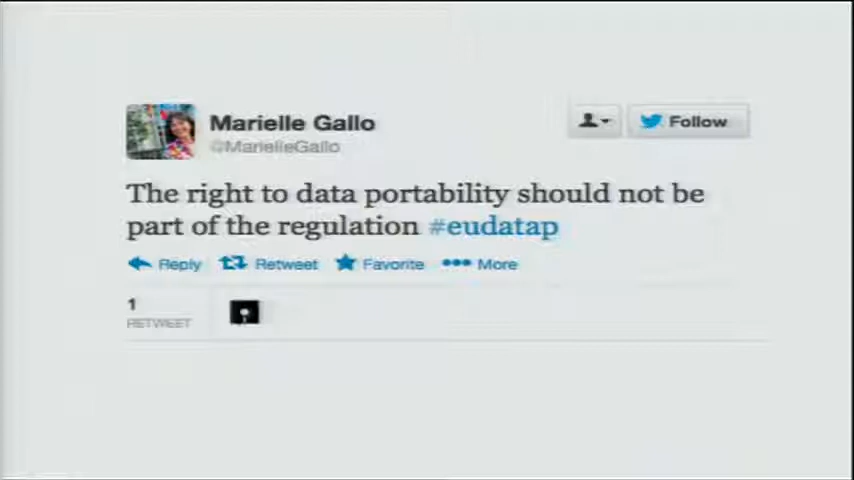 Marielle Gallo
@MarielleGallo
Follow
The right to data portability should not be
part of the regulation #eudatap
Reply Retweet Favorite More
1
RETWEET